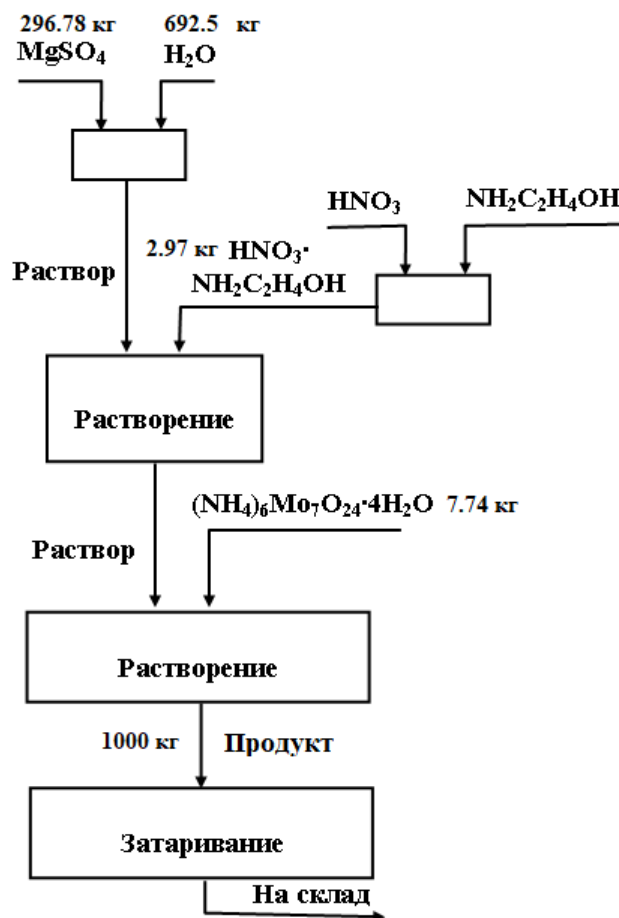 296.78 кг 692.5 кг
MgSO₄ H₂O
HNO₃ NH₂C₂H₄OH
2.97 кг HNO₃·
Раствор NH₂C₂H₄OH
Растворение
(NH₄)₆Mo₇O₂₄·4H₂O 7.74 кг
Раствор
Растворение
1000 кг Продукт
Затаривание
На склад